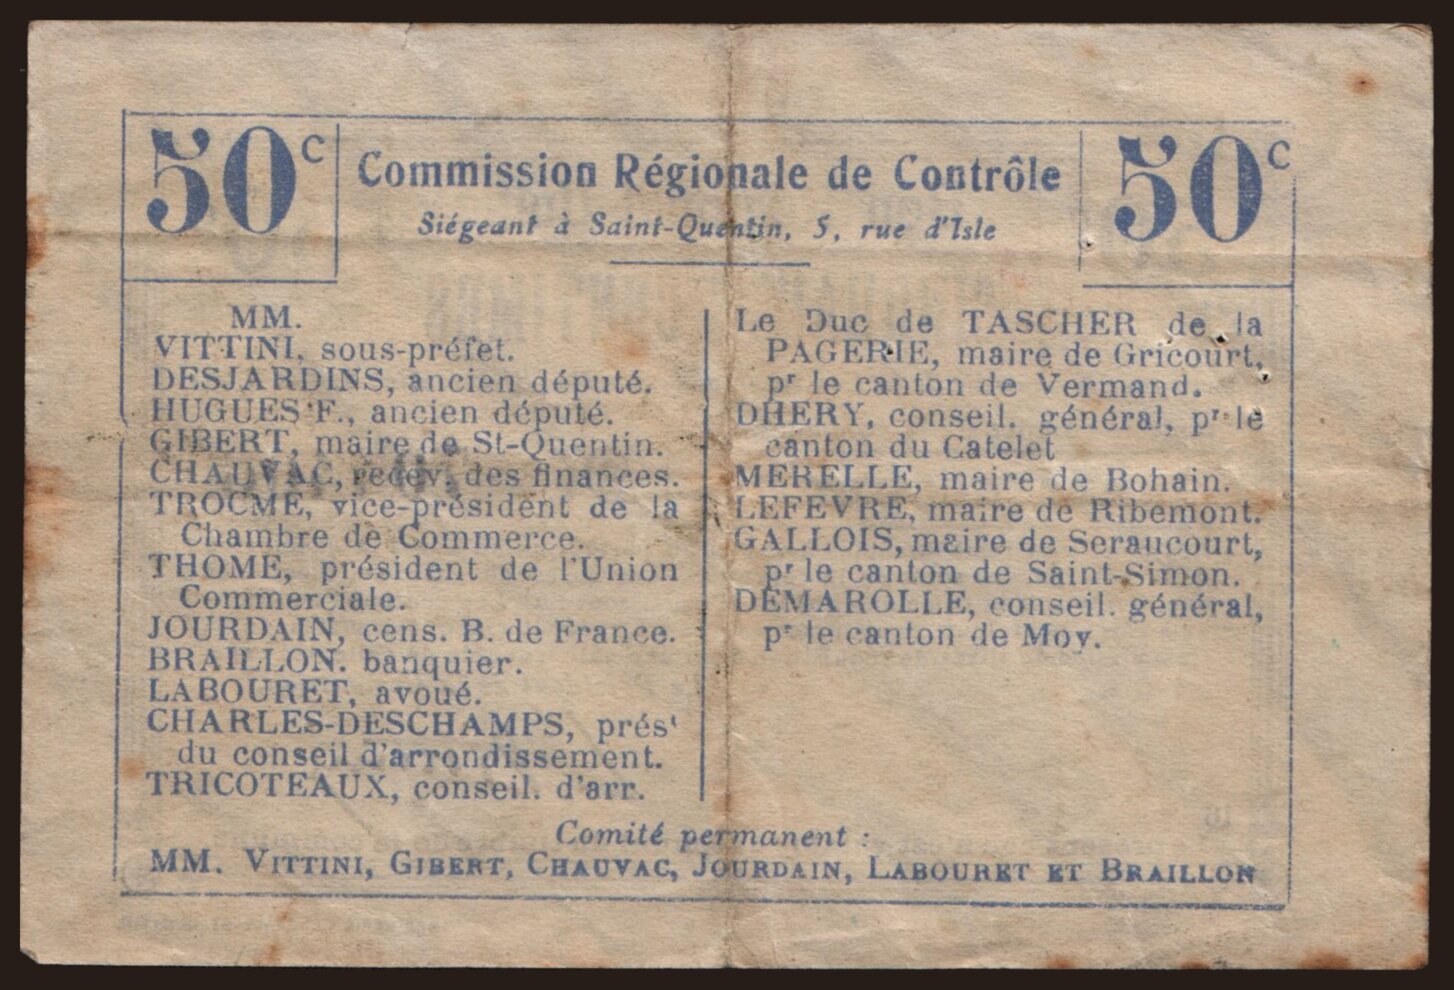 50c
Commission Régionale de Contrôle
50c
Siégeant à Saint-Quentin, 5, rue d'Isle
MM.
VITTINI, sous-préfet.
DESJARDINS, ancien député.
HUGUES F., ancien député.
GIBERT, maire de St-Quentin.
CHAUVAC, recev. des finances.
TROCME, vice-président de la
Chambre de Commerce.
THOME, président de l'Union
Commerciale.
JOURDAIN, cens. B. de France.
BRAILLON. banquier.
LABOURET, avoué.
CHARLES-DESCHAMPS, prést
du conseil d'arrondissement.
TRICOTEAUX, conseil. d'arr.
Le Duc de TASCHER de la
PAGERIE, maire de Gricourt,
pr le canton de Vermand.
DHERY, conseil. général, pr le
canton du Catelet
MERELLE, maire de Bohain.
LEFEVRE, maire de Ribemont.
GALLOIS, maire de Seraucourt,
pr le canton de Saint-Simon.
DEMAROLLE, conseil. général,
pr le canton de Moy.
Comité permanent :
MM. VITTINI, GIBERT, CHAUVAC, JOURDAIN, LABOURET ET BRAILLON